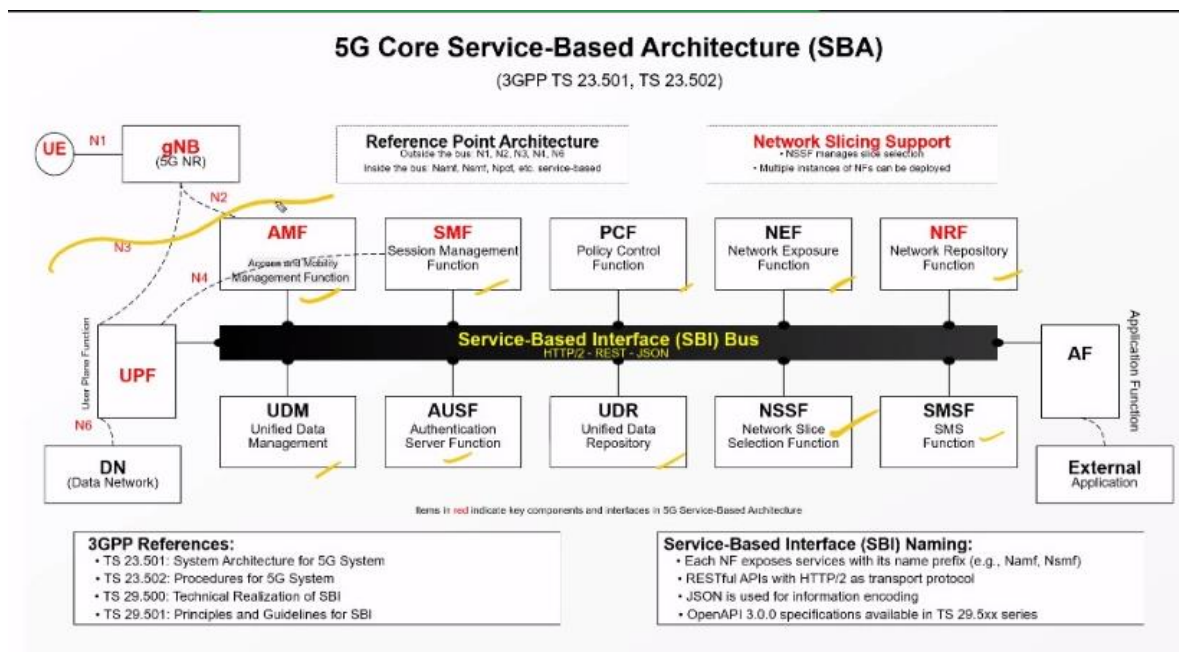 5G Core Service-Based Architecture (SBA)
(3GPP TS 23.501, TS 23.502)
UE
N1
gNB
(5G NR)
Reference Point Architecture
Outside the bus: N1, N2, N3, N4, N6
Inside the bus: Namf, Nsmf, Npcf, etc. service-based
Network Slicing Support
• NSSF manages slice selection
• Multiple instances of NFs can be deployed
N2
N3
N4
AMF
Access and Mobility
Management Function
SMF
Session Management
Function
PCF
Policy Control
Function
NEF
Network Exposure
Function
NRF
Network Repository
Function
User Plane Function
UPF
Service-Based Interface (SBI) Bus
HTTP/2 - REST - JSON
AF
Application Function
N6
UDM
Unified Data
Management
AUSF
Authentication
Server Function
UDR
Unified Data
Repository
NSSF
Network Slice
Selection Function
SMSF
SMS
Function
DN
(Data Network)
External
Application
Items in red indicate key components and interfaces in 5G Service-Based Architecture
3GPP References:
• TS 23.501: System Architecture for 5G System
• TS 23.502: Procedures for 5G System
• TS 29.500: Technical Realization of SBI
• TS 29.501: Principles and Guidelines for SBI
Service-Based Interface (SBI) Naming:
• Each NF exposes services with its name prefix (e.g., Namf, Nsmf)
• RESTful APIs with HTTP/2 as transport protocol
• JSON is used for information encoding
• OpenAPI 3.0.0 specifications available in TS 29.5xx series